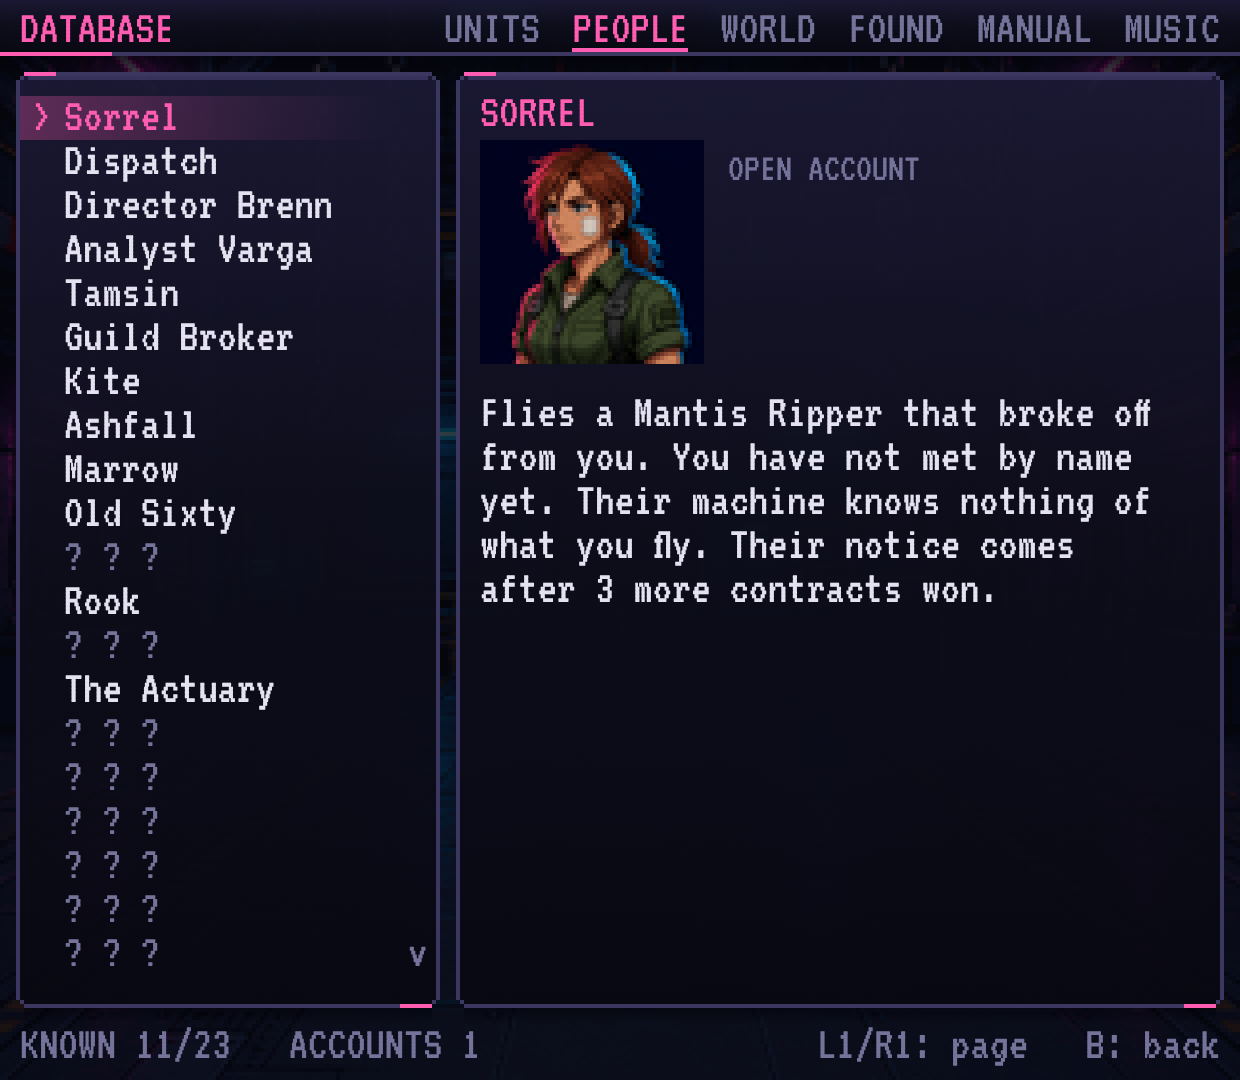 DATABASE UNITS PEOPLE WORLD FOUND MANUAL MUSIC
> Sorrel
Dispatch
Director Brenn
Analyst Varga
Tamsin
Guild Broker
Kite
Ashfall
Marrow
Old Sixty
? ? ?
Rook
? ? ?
The Actuary
? ? ?
? ? ?
? ? ?
? ? ?
? ? ?
? ? ? v
SORREL
OPEN ACCOUNT
Flies a Mantis Ripper that broke off
from you. You have not met by name
yet. Their machine knows nothing of
what you fly. Their notice comes
after 3 more contracts won.
KNOWN 11/23 ACCOUNTS 1 L1/R1: page B: back